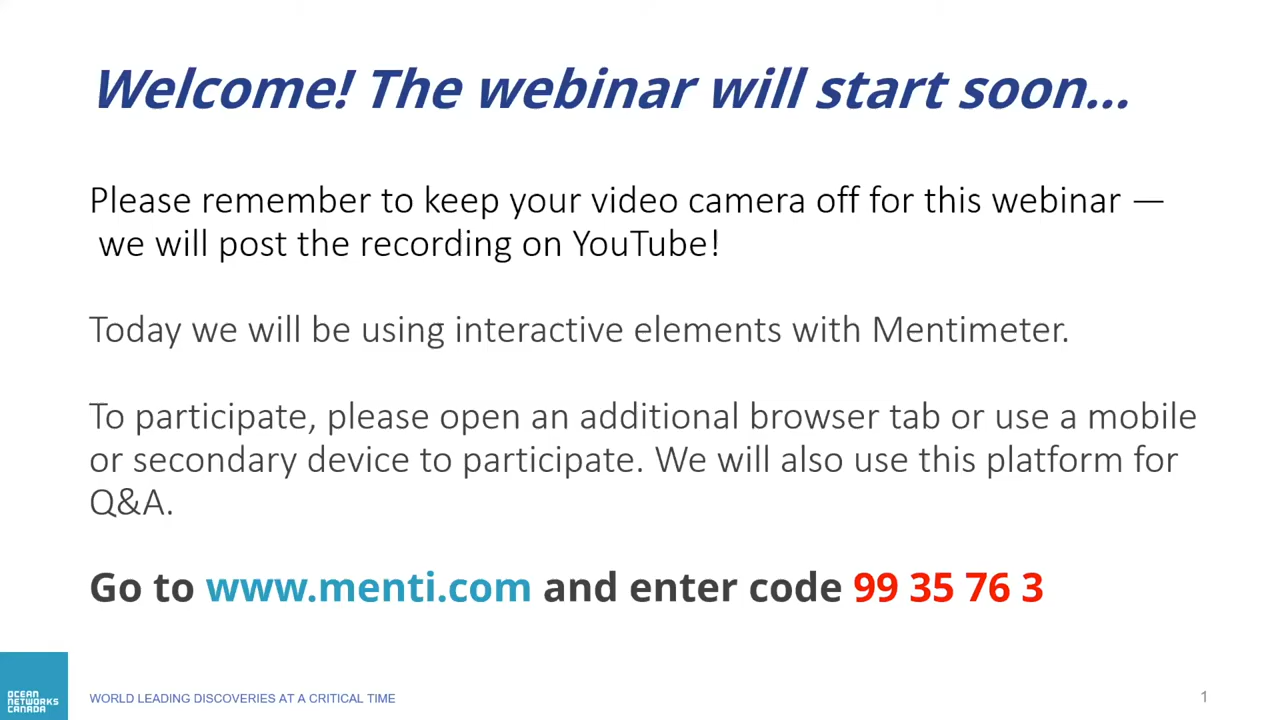 Welcome! The webinar will start soon...
Please remember to keep your video camera off for this webinar —
we will post the recording on YouTube!
Today we will be using interactive elements with Mentimeter.
To participate, please open an additional browser tab or use a mobile
or secondary device to participate. We will also use this platform for
Q&A.
Go to www.menti.com and enter code 99 35 76 3
OCEAN
NETWORKS
CANADA
WORLD LEADING DISCOVERIES AT A CRITICAL TIME
1